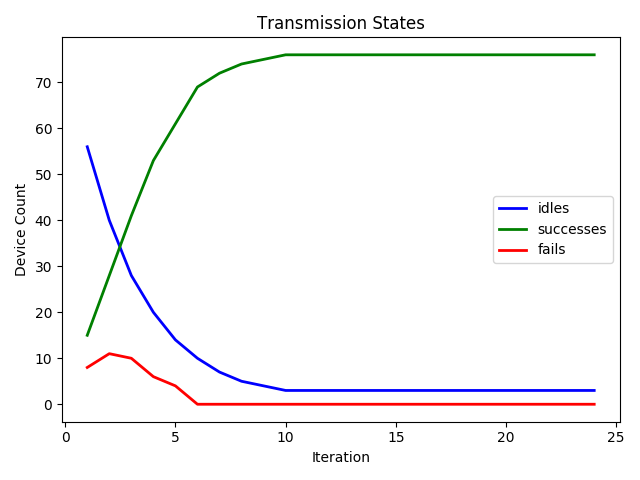 Transmission States
Device Count
70
60
50
40
30
20
10
0
idles
successes
fails
0 5 10 15 20 25
Iteration